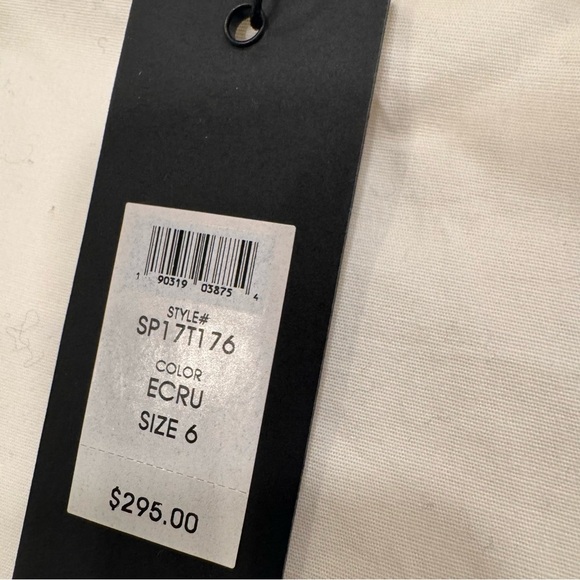 1 90319 03875 4
STYLE#
SP17T176
COLOR
ECRU
SIZE 6
$295.00